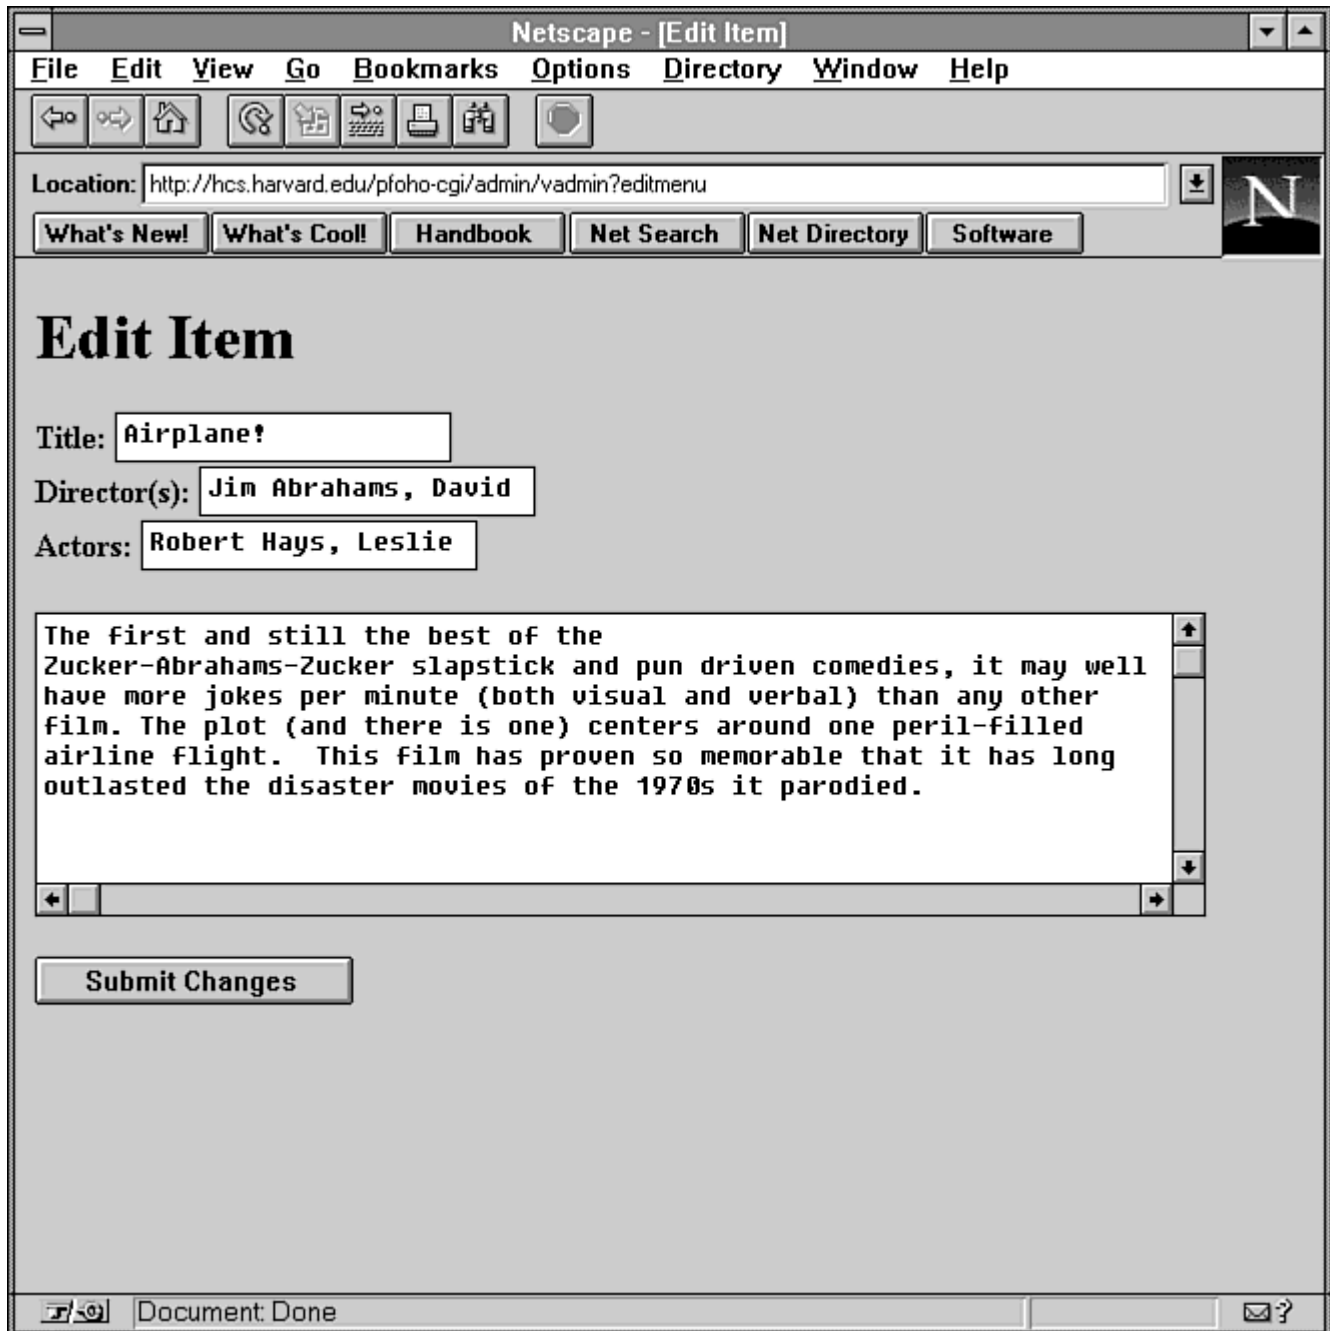 Netscape - [Edit Item]
File Edit View Go Bookmarks Options Directory Window Help
Location: http://hcs.harvard.edu/pfoho-cgi/admin/vadmin?editmenu
N
What's New! What's Cool! Handbook Net Search Net Directory Software
Edit Item
Title: Airplane!
Director(s): Jim Abrahams, David
Actors: Robert Hays, Leslie
The first and still the best of the
Zucker-Abrahams-Zucker slapstick and pun driven comedies, it may well
have more jokes per minute (both visual and verbal) than any other
film. The plot (and there is one) centers around one peril-filled
airline flight.  This film has proven so memorable that it has long
outlasted the disaster movies of the 1970s it parodied.
Submit Changes
Document: Done
?